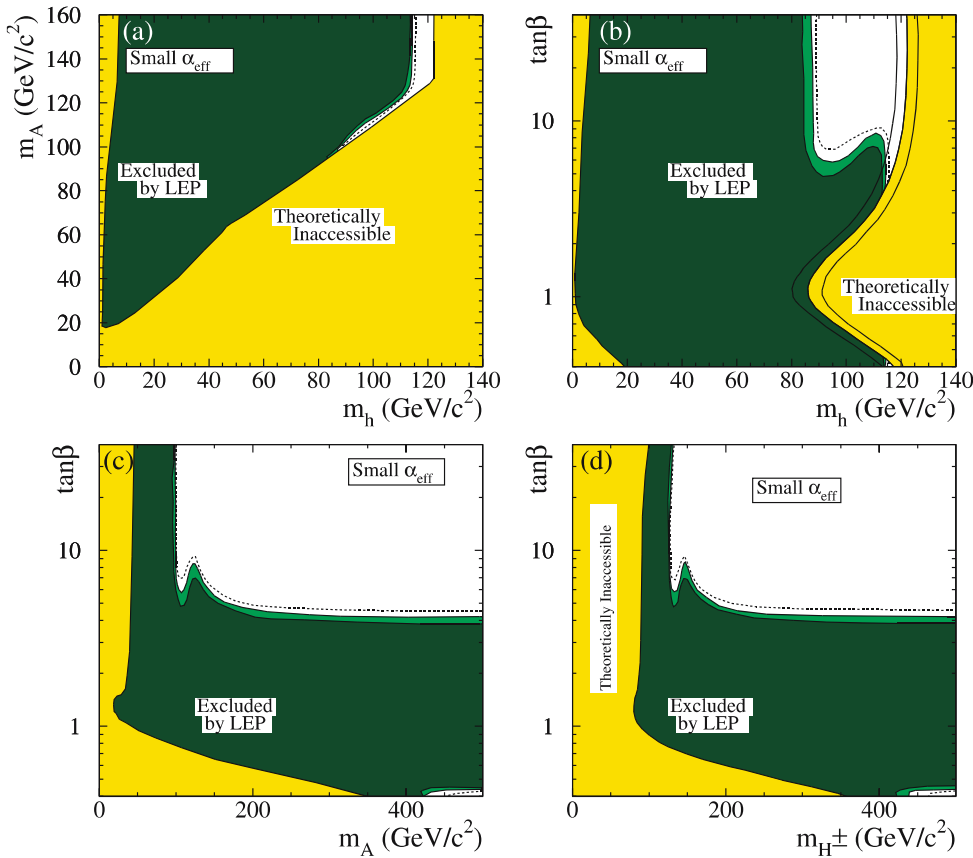 (a)
Small α_eff
Excluded
by LEP
Theoretically
Inaccessible
m_A (GeV/c²)
160
140
120
100
80
60
40
20
0
0 20 40 60 80 100 120 140
m_h (GeV/c²)
(b)
Small α_eff
Excluded
by LEP
Theoretically
Inaccessible
tanβ
10
1
0 20 40 60 80 100 120 140
m_h (GeV/c²)
(c)
Small α_eff
Excluded
by LEP
tanβ
10
1
0 200 400
m_A (GeV/c²)
(d)
Small α_eff
Theoretically Inaccessible
Excluded
by LEP
tanβ
10
1
0 200 400
m_H± (GeV/c²)